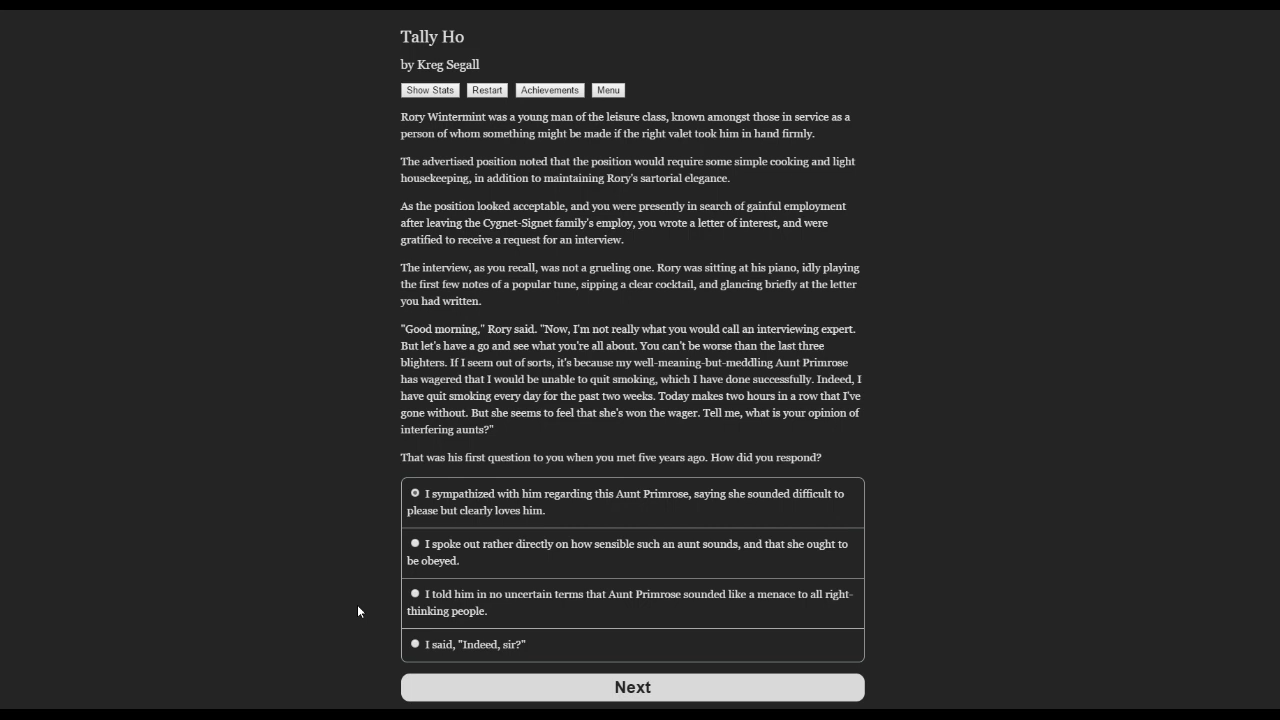 Tally Ho
by Kreg Segall
Show Stats Restart Achievements Menu
Rory Wintermint was a young man of the leisure class, known amongst those in service as a
person of whom something might be made if the right valet took him in hand firmly.
The advertised position noted that the position would require some simple cooking and light
housekeeping, in addition to maintaining Rory's sartorial elegance.
As the position looked acceptable, and you were presently in search of gainful employment
after leaving the Cygnet-Signet family's employ, you wrote a letter of interest, and were
gratified to receive a request for an interview.
The interview, as you recall, was not a grueling one. Rory was sitting at his piano, idly playing
the first few notes of a popular tune, sipping a clear cocktail, and glancing briefly at the letter
you had written.
"Good morning," Rory said. "Now, I'm not really what you would call an interviewing expert.
But let's have a go and see what you're all about. You can't be worse than the last three
blighters. If I seem out of sorts, it's because my well-meaning-but-meddling Aunt Primrose
has wagered that I would be unable to quit smoking, which I have done successfully. Indeed, I
have quit smoking every day for the past two weeks. Today makes two hours in a row that I've
gone without. But she seems to feel that she's won the wager. Tell me, what is your opinion of
interfering aunts?"
That was his first question to you when you met five years ago. How did you respond?
I sympathized with him regarding this Aunt Primrose, saying she sounded difficult to
please but clearly loves him.
I spoke out rather directly on how sensible such an aunt sounds, and that she ought to
be obeyed.
I told him in no uncertain terms that Aunt Primrose sounded like a menace to all right-
thinking people.
I said, "Indeed, sir?"
Next